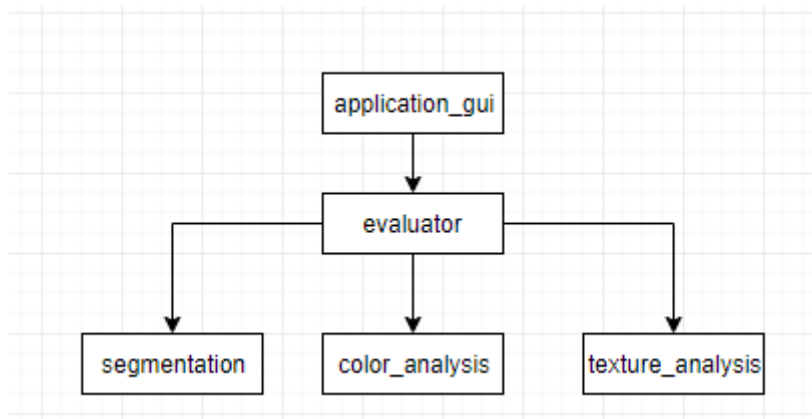 application_gui
evaluator
segmentation
color_analysis
texture_analysis